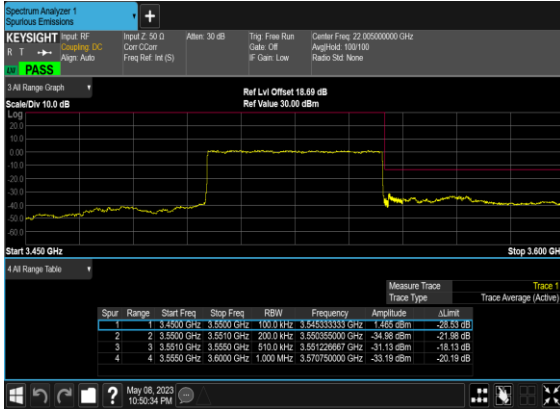 Spectrum Analyzer 1
Spurious Emissions
+
KEYSIGHT Input: RF Input Z: 50 Ω Atten: 30 dB Trig: Free Run Center Freq: 22.005000000 GHz
R T Coupling: DC Corr CCorr Gate: Off Avg|Hold: 100/100
Align: Auto Freq Ref: Int (S) IF Gain: Low Radio Std: None
PASS
3 All Range Graph
Ref Lvl Offset 18.69 dB
Scale/Div 10.0 dB Ref Value 30.00 dBm
Log
20.0
10.0
0.00
-10.0
-20.0
-30.0
-40.0
-50.0
-60.0
Start 3.450 GHz Stop 3.600 GH
4 All Range Table
Measure Trace Trace 1
Trace Type Trace Average (Active)
Spur Range Start Freq Stop Freq RBW Frequency Amplitude ΔLimit
1 1 3.4500 GHz 3.5500 GHz 100.0 kHz 3.545333333 GHz 1.465 dBm -28.53 dB
2 2 3.5500 GHz 3.5510 GHz 200.0 kHz 3.550355000 GHz -34.98 dBm -21.98 dB
3 3 3.5510 GHz 3.5550 GHz 510.0 kHz 3.551226667 GHz -31.13 dBm -18.13 dB
4 4 3.5550 GHz 3.6000 GHz 1.000 MHz 3.570750000 GHz -33.19 dBm -20.19 dB
? May 08, 2023
10:50:34 PM